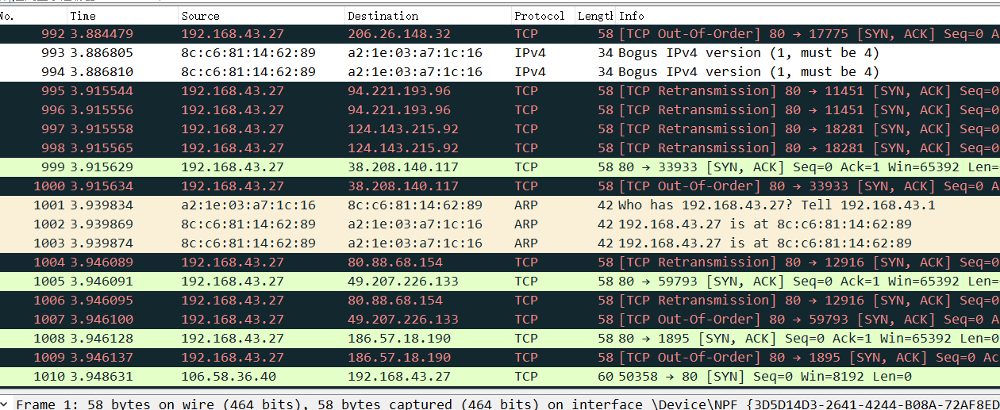 No. Time Source Destination Protocol Length Info
992 3.884479 192.168.43.27 206.26.148.32 TCP 58 [TCP Out-Of-Order] 80 → 17775 [SYN, ACK] Seq=0 A
993 3.886805 8c:c6:81:14:62:89 a2:1e:03:a7:1c:16 IPv4 34 Bogus IPv4 version (1, must be 4)
994 3.886810 8c:c6:81:14:62:89 a2:1e:03:a7:1c:16 IPv4 34 Bogus IPv4 version (1, must be 4)
995 3.915544 192.168.43.27 94.221.193.96 TCP 58 [TCP Retransmission] 80 → 11451 [SYN, ACK] Seq=0
996 3.915556 192.168.43.27 94.221.193.96 TCP 58 [TCP Retransmission] 80 → 11451 [SYN, ACK] Seq=0
997 3.915558 192.168.43.27 124.143.215.92 TCP 58 [TCP Retransmission] 80 → 18281 [SYN, ACK] Seq=0
998 3.915565 192.168.43.27 124.143.215.92 TCP 58 [TCP Retransmission] 80 → 18281 [SYN, ACK] Seq=0
999 3.915629 192.168.43.27 38.208.140.117 TCP 58 80 → 33933 [SYN, ACK] Seq=0 Ack=1 Win=65392 Len=
1000 3.915634 192.168.43.27 38.208.140.117 TCP 58 [TCP Out-Of-Order] 80 → 33933 [SYN, ACK] Seq=0 A
1001 3.939834 a2:1e:03:a7:1c:16 8c:c6:81:14:62:89 ARP 42 Who has 192.168.43.27? Tell 192.168.43.1
1002 3.939869 8c:c6:81:14:62:89 a2:1e:03:a7:1c:16 ARP 42 192.168.43.27 is at 8c:c6:81:14:62:89
1003 3.939874 8c:c6:81:14:62:89 a2:1e:03:a7:1c:16 ARP 42 192.168.43.27 is at 8c:c6:81:14:62:89
1004 3.946089 192.168.43.27 80.88.68.154 TCP 58 [TCP Retransmission] 80 → 12916 [SYN, ACK] Seq=0
1005 3.946091 192.168.43.27 49.207.226.133 TCP 58 80 → 59793 [SYN, ACK] Seq=0 Ack=1 Win=65392 Len=
1006 3.946095 192.168.43.27 80.88.68.154 TCP 58 [TCP Retransmission] 80 → 12916 [SYN, ACK] Seq=0
1007 3.946100 192.168.43.27 49.207.226.133 TCP 58 [TCP Out-Of-Order] 80 → 59793 [SYN, ACK] Seq=0 A
1008 3.946128 192.168.43.27 186.57.18.190 TCP 58 80 → 1895 [SYN, ACK] Seq=0 Ack=1 Win=65392 Len=0
1009 3.946137 192.168.43.27 186.57.18.190 TCP 58 [TCP Out-Of-Order] 80 → 1895 [SYN, ACK] Seq=0 Ac
1010 3.948631 106.58.36.40 192.168.43.27 TCP 60 50358 → 80 [SYN] Seq=0 Win=8192 Len=0
Frame 1: 58 bytes on wire (464 bits), 58 bytes captured (464 bits) on interface \Device\NPF_{3D5D14D3-2641-4244-B08A-72AF8ED